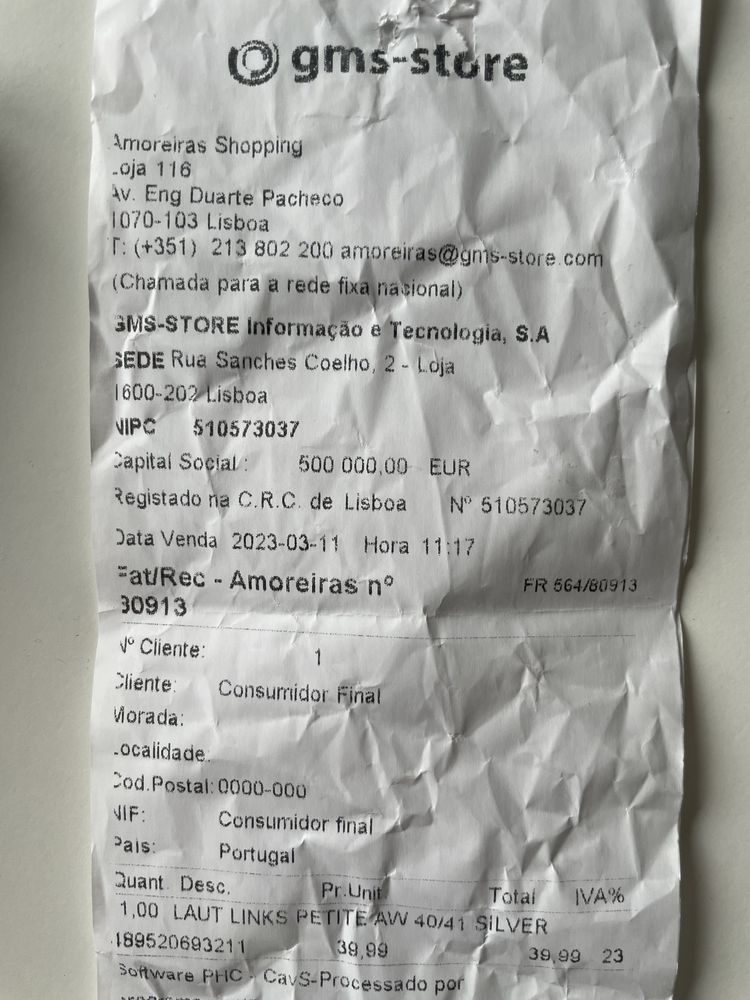 gms-store
Amoreiras Shopping
Loja 116
Av. Eng Duarte Pacheco
1070-103 Lisboa
T: (+351) 213 802 200 amoreiras@gms-store.com
(Chamada para a rede fixa nacional)
GMS-STORE Informação e Tecnologia, S.A
SEDE Rua Sanches Coelho, 2 - Loja
1600-202 Lisboa
NIPC 510573037
Capital Social : 500 000,00 EUR
Registado na C.R.C. de Lisboa Nº 510573037
Data Venda 2023-03-11 Hora 11:17
Fat/Rec - Amoreiras nº FR 564/80913
80913
Nº Cliente: 1
Cliente: Consumidor Final
Morada:
Localidade:
Cod.Postal: 0000-000
NIF: Consumidor final
Pais: Portugal
Quant. Desc. Pr.Unit. Total IVA%
1,00 LAUT LINKS PETITE AW 40/41 SILVER
489520693211 39,99 39,99 23
Software PHC - CavS-Processado por